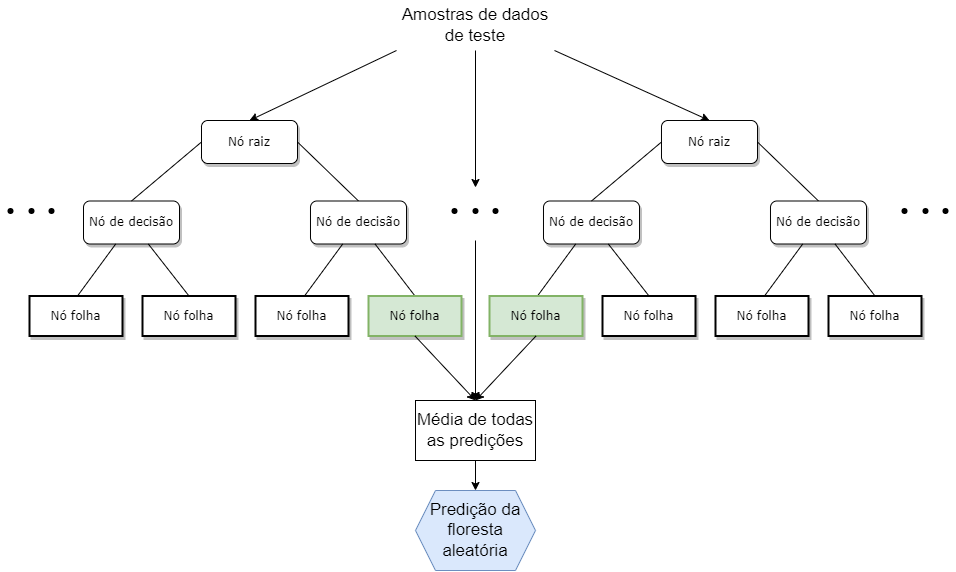 Amostras de dados
de teste
Nó raiz
Nó raiz
Nó de decisão
Nó de decisão
Nó de decisão
Nó de decisão
Nó folha
Nó folha
Nó folha
Nó folha
Nó folha
Nó folha
Nó folha
Nó folha
Média de todas
as predições
Predição da
floresta
aleatória